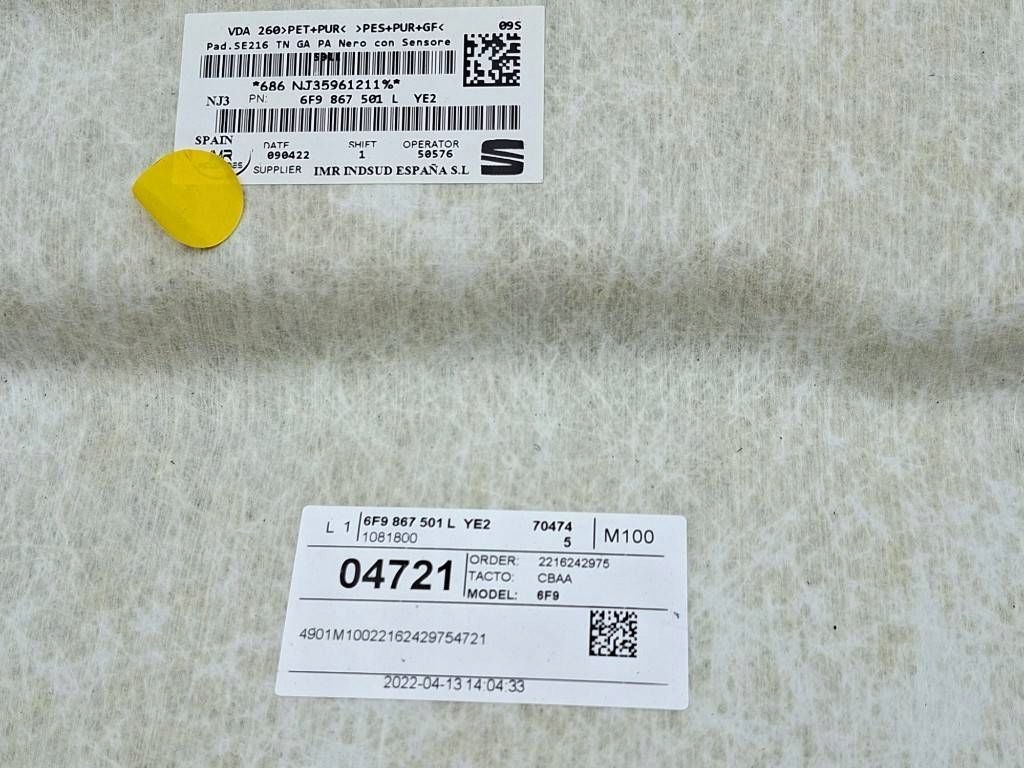 VDA 260>PET+PUR< >PES+PUR+GF<
09S
Pad.SE216 TN GA PA Nero con Sensore
*686 NJ35961211%*
NJ3 PN: 6F9 867 501 L YE2
SPAIN
DATE SHIFT OPERATOR
090422 1 50576
SUPPLIER IMR INDSUD ESPAÑA S.L
L 1 6F9 867 501 L YE2 70474 M100
1081800 5
04721
ORDER: 2216242975
TACTO: CBAA
MODEL: 6F9
4901M10022162429754721
2022-04-13 14:04:33